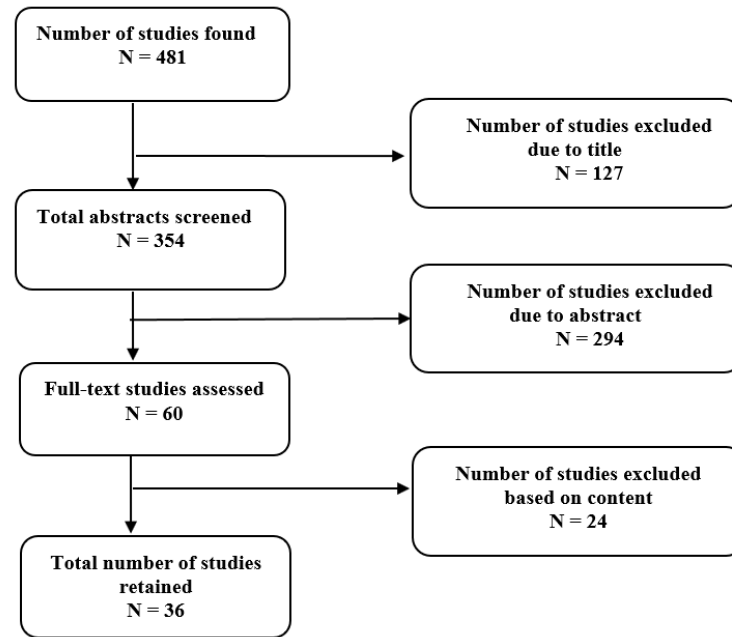 Number of studies found
N = 481
Number of studies excluded
due to title
N = 127
Total abstracts screened
N = 354
Number of studies excluded
due to abstract
N = 294
Full-text studies assessed
N = 60
Number of studies excluded
based on content
N = 24
Total number of studies
retained
N = 36